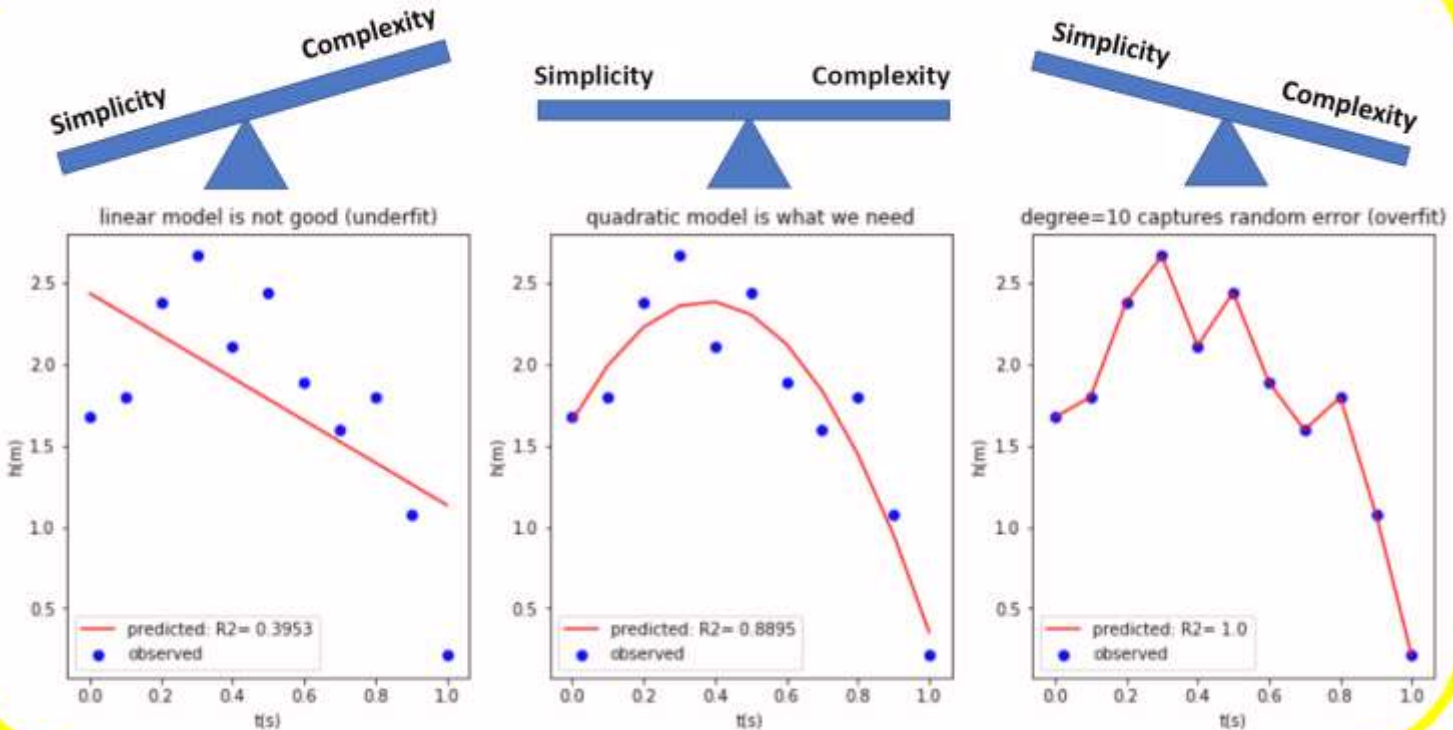 Simplicity
Complexity
Simplicity
Complexity
Simplicity
Complexity
linear model is not good (underfit)
2.5
2.0
1.5
1.0
0.5
h(m)
predicted: R2= 0.3953
observed
0.0 0.2 0.4 0.6 0.8 1.0
t(s)
quadratic model is what we need
2.5
2.0
1.5
1.0
0.5
h(m)
predicted: R2= 0.8895
observed
0.0 0.2 0.4 0.6 0.8 1.0
t(s)
degree=10 captures random error (overfit)
2.5
2.0
1.5
1.0
0.5
h(m)
predicted: R2= 1.0
observed
0.0 0.2 0.4 0.6 0.8 1.0
t(s)